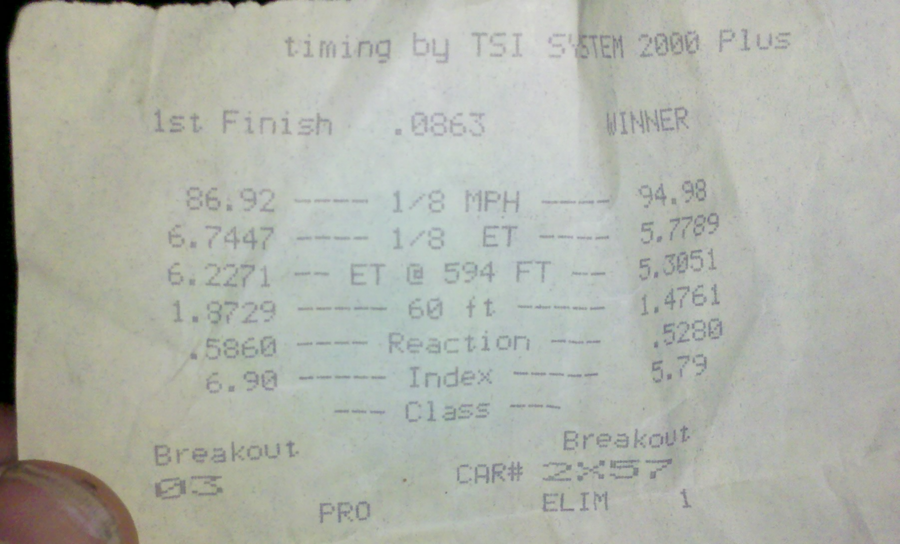 timing by TSI SYSTEM 2000 Plus
1st Finish .0863 WINNER
86.92 ---- 1/8 MPH ---- 94.98
6.7447 ---- 1/8 ET ---- 5.7789
6.2271 -- ET @ 594 FT -- 5.3051
1.8729 ----- 60 ft ----- 1.4761
.5860 ---- Reaction --- .5280
6.90 ----- Index ----- 5.79
--- Class ---
Breakout Breakout
03 CAR# 2X57
PRO ELIM 1